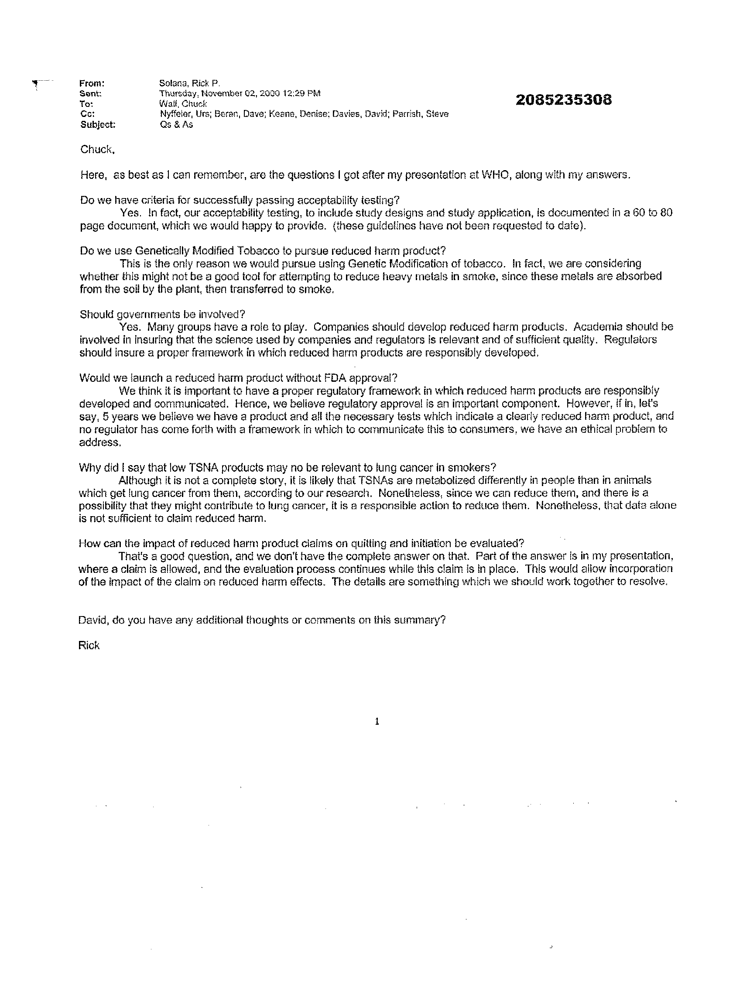 From: Solana, Rick P.
Sent: Thursday, November 02, 2000 12:29 PM
To: Wall, Chuck
Cc: Nyffeler, Urs; Beran, Dave; Keane, Denise; Davies, David; Parrish, Steve
Subject: Qs & As
2085235308
Chuck,
Here, as best as I can remember, are the questions I got after my presentation at WHO, along with my answers.
Do we have criteria for successfully passing acceptability testing?
Yes. In fact, our acceptability testing, to include study designs and study application, is documented in a 60 to 80
page document, which we would happy to provide. (these guidelines have not been requested to date).
Do we use Genetically Modified Tobacco to pursue reduced harm product?
This is the only reason we would pursue using Genetic Modification of tobacco. In fact, we are considering
whether this might not be a good tool for attempting to reduce heavy metals in smoke, since these metals are absorbed
from the soil by the plant, then transferred to smoke.
Should governments be involved?
Yes. Many groups have a role to play. Companies should develop reduced harm products. Academia should be
involved in insuring that the science used by companies and regulators is relevant and of sufficient quality. Regulators
should insure a proper framework in which reduced harm products are responsibly developed.
Would we launch a reduced harm product without FDA approval?
We think it is important to have a proper regulatory framework in which reduced harm products are responsibly
developed and communicated. Hence, we believe regulatory approval is an important component. However, if in, let's
say, 5 years we believe we have a product and all the necessary tests which indicate a clearly reduced harm product, and
no regulator has come forth with a framework in which to communicate this to consumers, we have an ethical problem to
address.
Why did I say that low TSNA products may no be relevant to lung cancer in smokers?
Although it is not a complete story, it is likely that TSNAs are metabolized differently in people than in animals
which get lung cancer from them, according to our research. Nonetheless, since we can reduce them, and there is a
possibility that they might contribute to lung cancer, it is a responsible action to reduce them. Nonetheless, that data alone
is not sufficient to claim reduced harm.
How can the impact of reduced harm product claims on quitting and initiation be evaluated?
That's a good question, and we don't have the complete answer on that. Part of the answer is in my presentation,
where a claim is allowed, and the evaluation process continues while this claim is in place. This would allow incorporation
of the impact of the claim on reduced harm effects. The details are something which we should work together to resolve.
David, do you have any additional thoughts or comments on this summary?
Rick
1